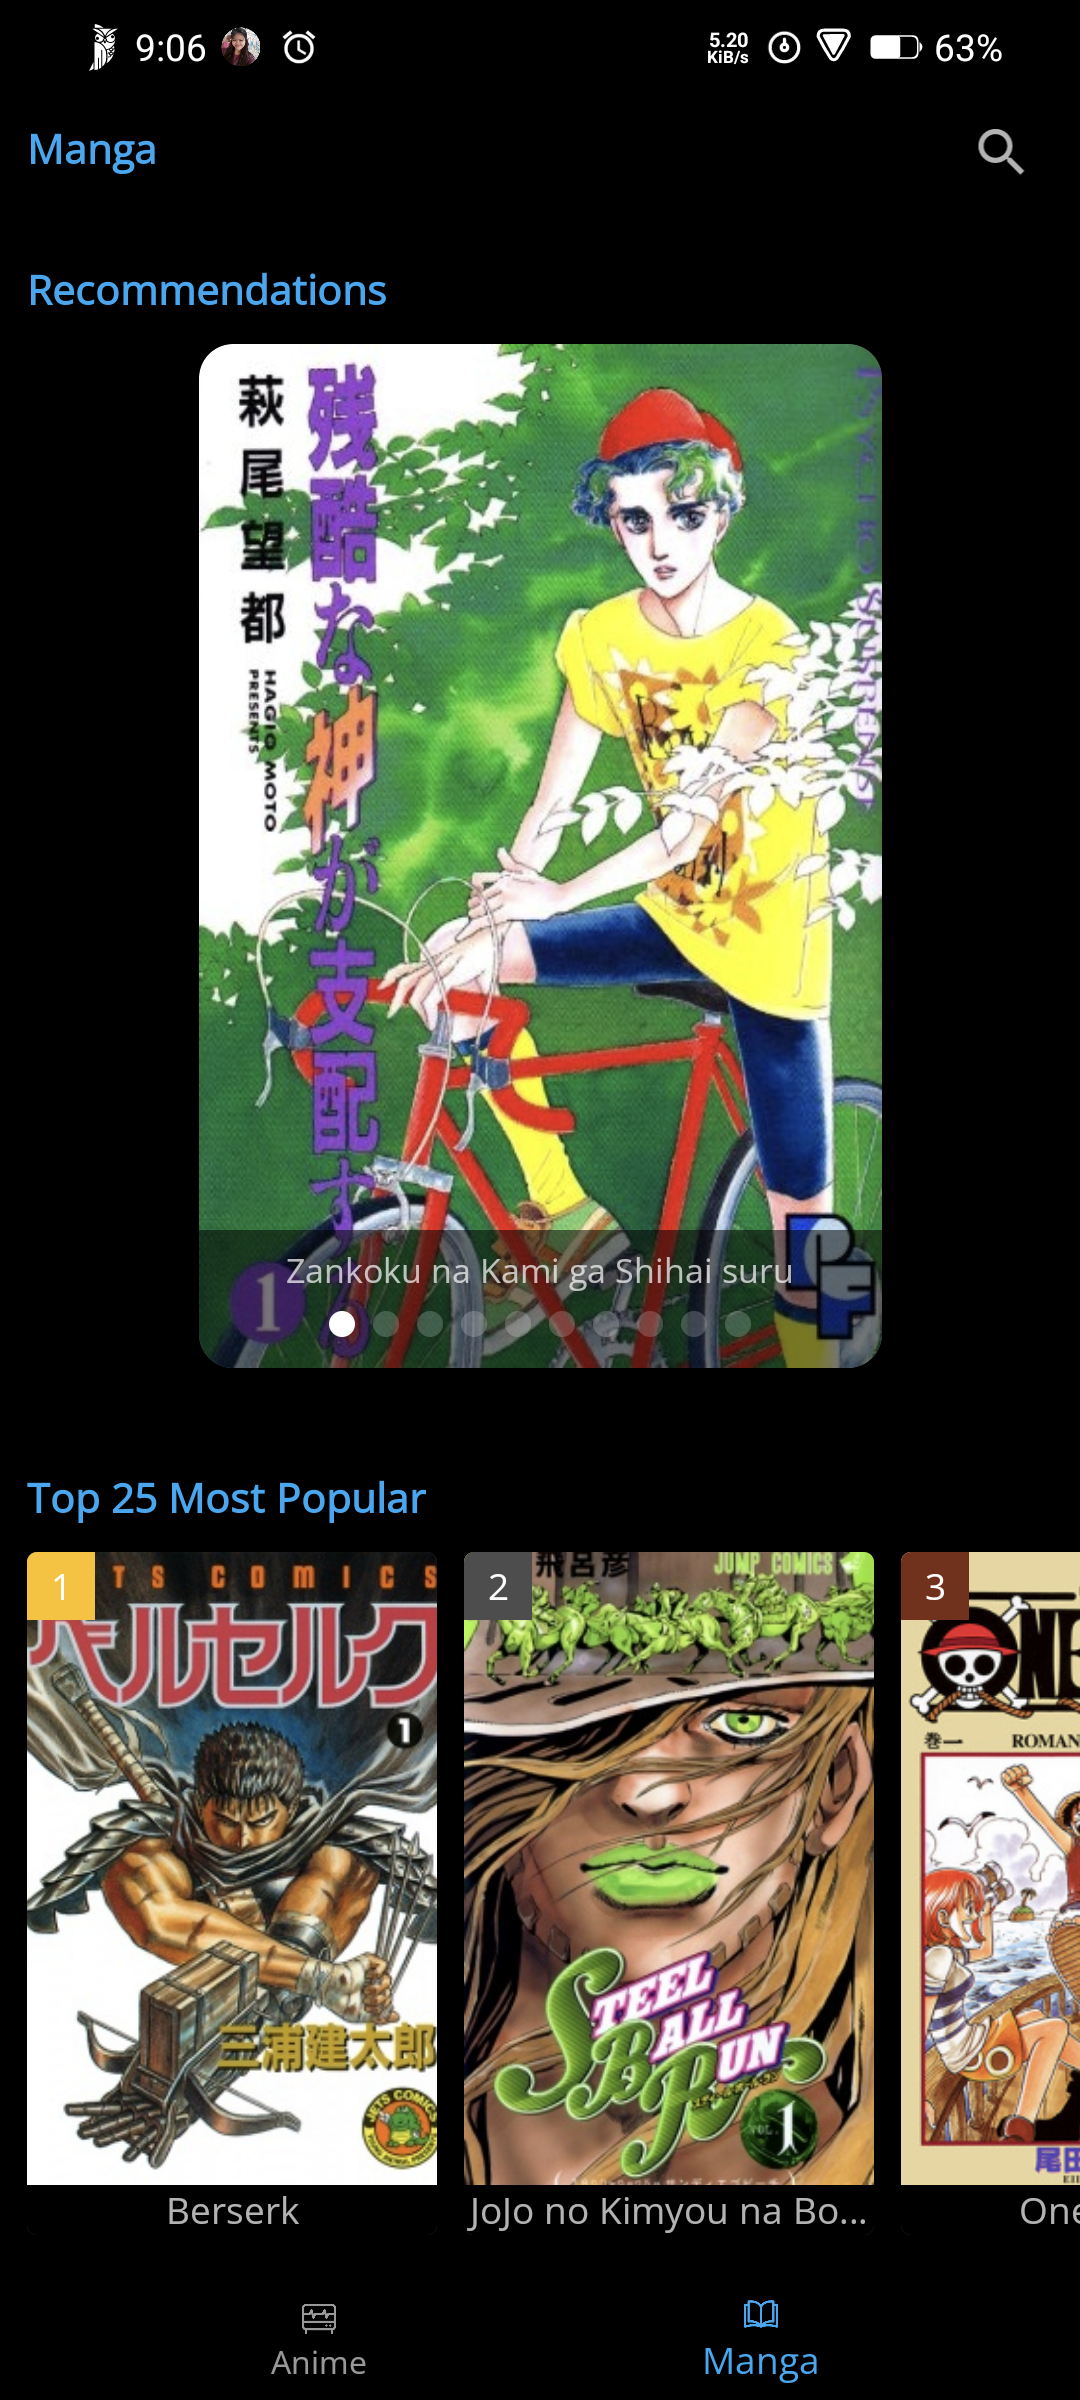 9:06
5.20
KiB/s
63%
Manga
Recommendations
萩尾望都
HAGIO MOTO
PRESENTS
残酷な神が支配する
1
Zankoku na Kami ga Shihai suru
PF
Top 25 Most Popular
1
TS COMICS
ベルセルク
1
三浦建太郎
JETS COMICS
Berserk
2
飛呂彦
JUMP COMICS
STEEL
BALL
RUN
VOL. 1
JoJo no Kimyou na Bo...
3
ONE
巻一
ROMAN
尾田
One
Anime
Manga